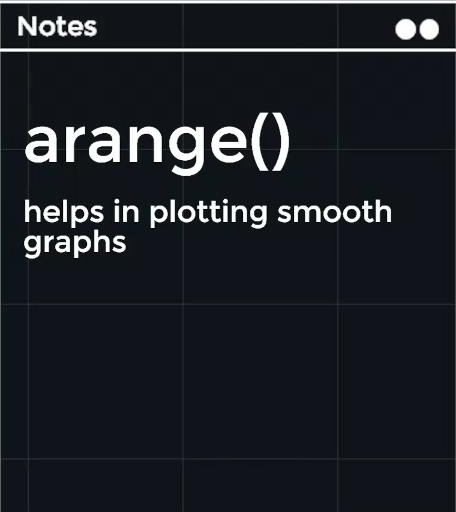 Notes
arange()
helps in plotting smooth
graphs